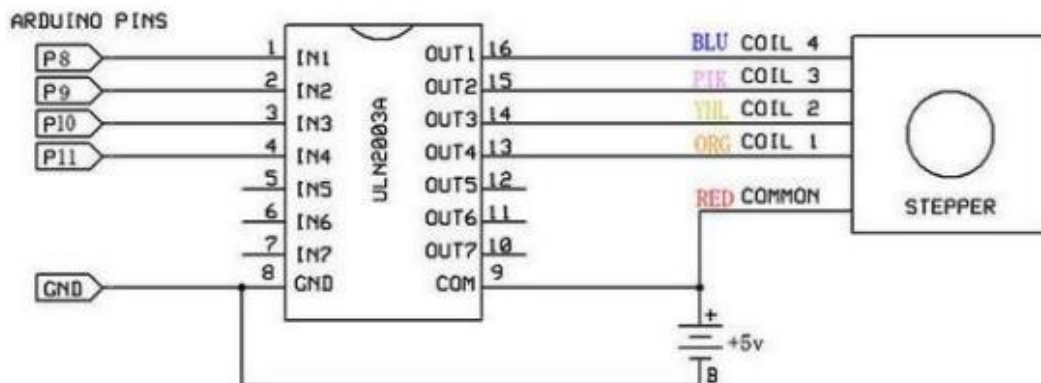 ARDUINO PINS
P8 1 IN1 OUT1 16 BLU COIL 4
P9 2 IN2 OUT2 15 PIK COIL 3
P10 3 IN3 OUT3 14 YHL COIL 2
P11 4 IN4 OUT4 13 ORG COIL 1
5 IN5 OUT5 12
6 IN6 OUT6 11
7 IN7 OUT7 10
GND 8 GND COM 9
ULN2003A
RED COMMON
STEPPER
+
+5v
B